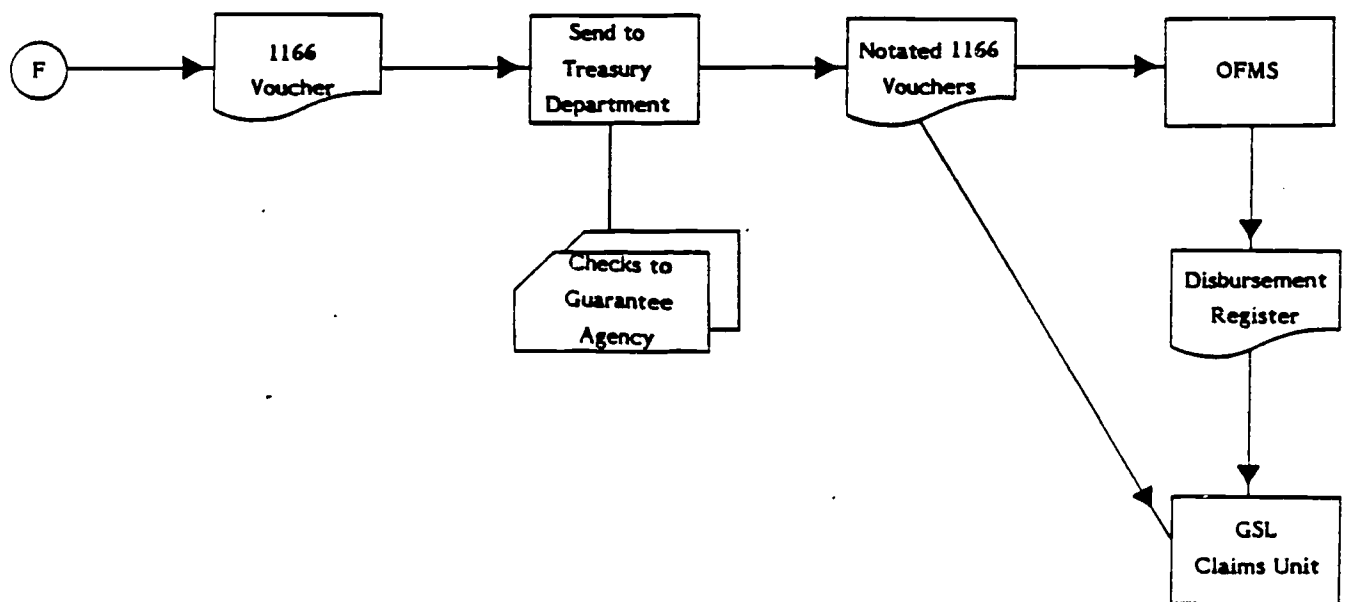 F
1166
Voucher
Send to
Treasury
Department
Notated 1166
Vouchers
OFMS
Checks to
Guarantee
Agency
Disbursement
Register
GSL
Claims Unit